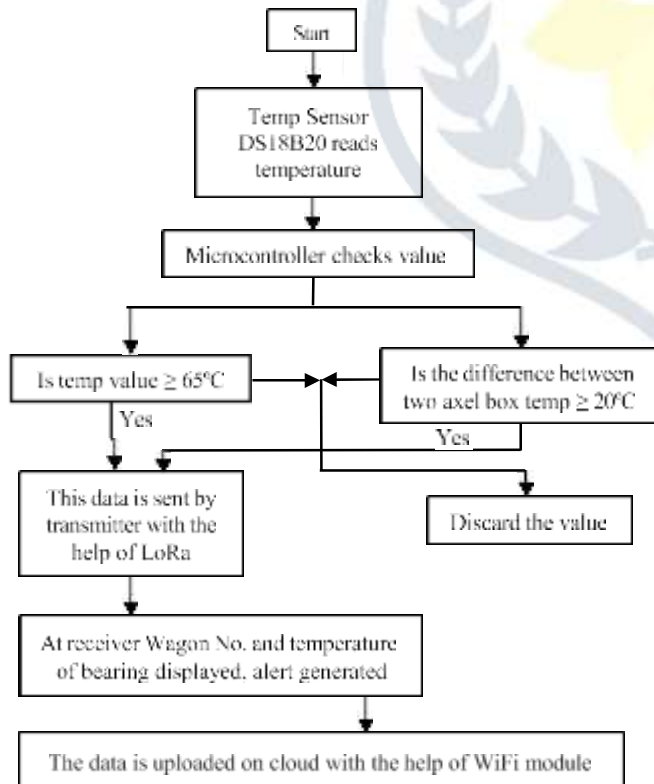 Start
Temp Sensor
DS18B20 reads
temperature
Microcontroller checks value
Is temp value ≥ 65°C
Is the difference between
two axel box temp ≥ 20°C
Yes
Yes
This data is sent by
transmitter with the
help of LoRa
Discard the value
At receiver Wagon No. and temperature
of bearing displayed, alert generated
The data is uploaded on cloud with the help of WiFi module